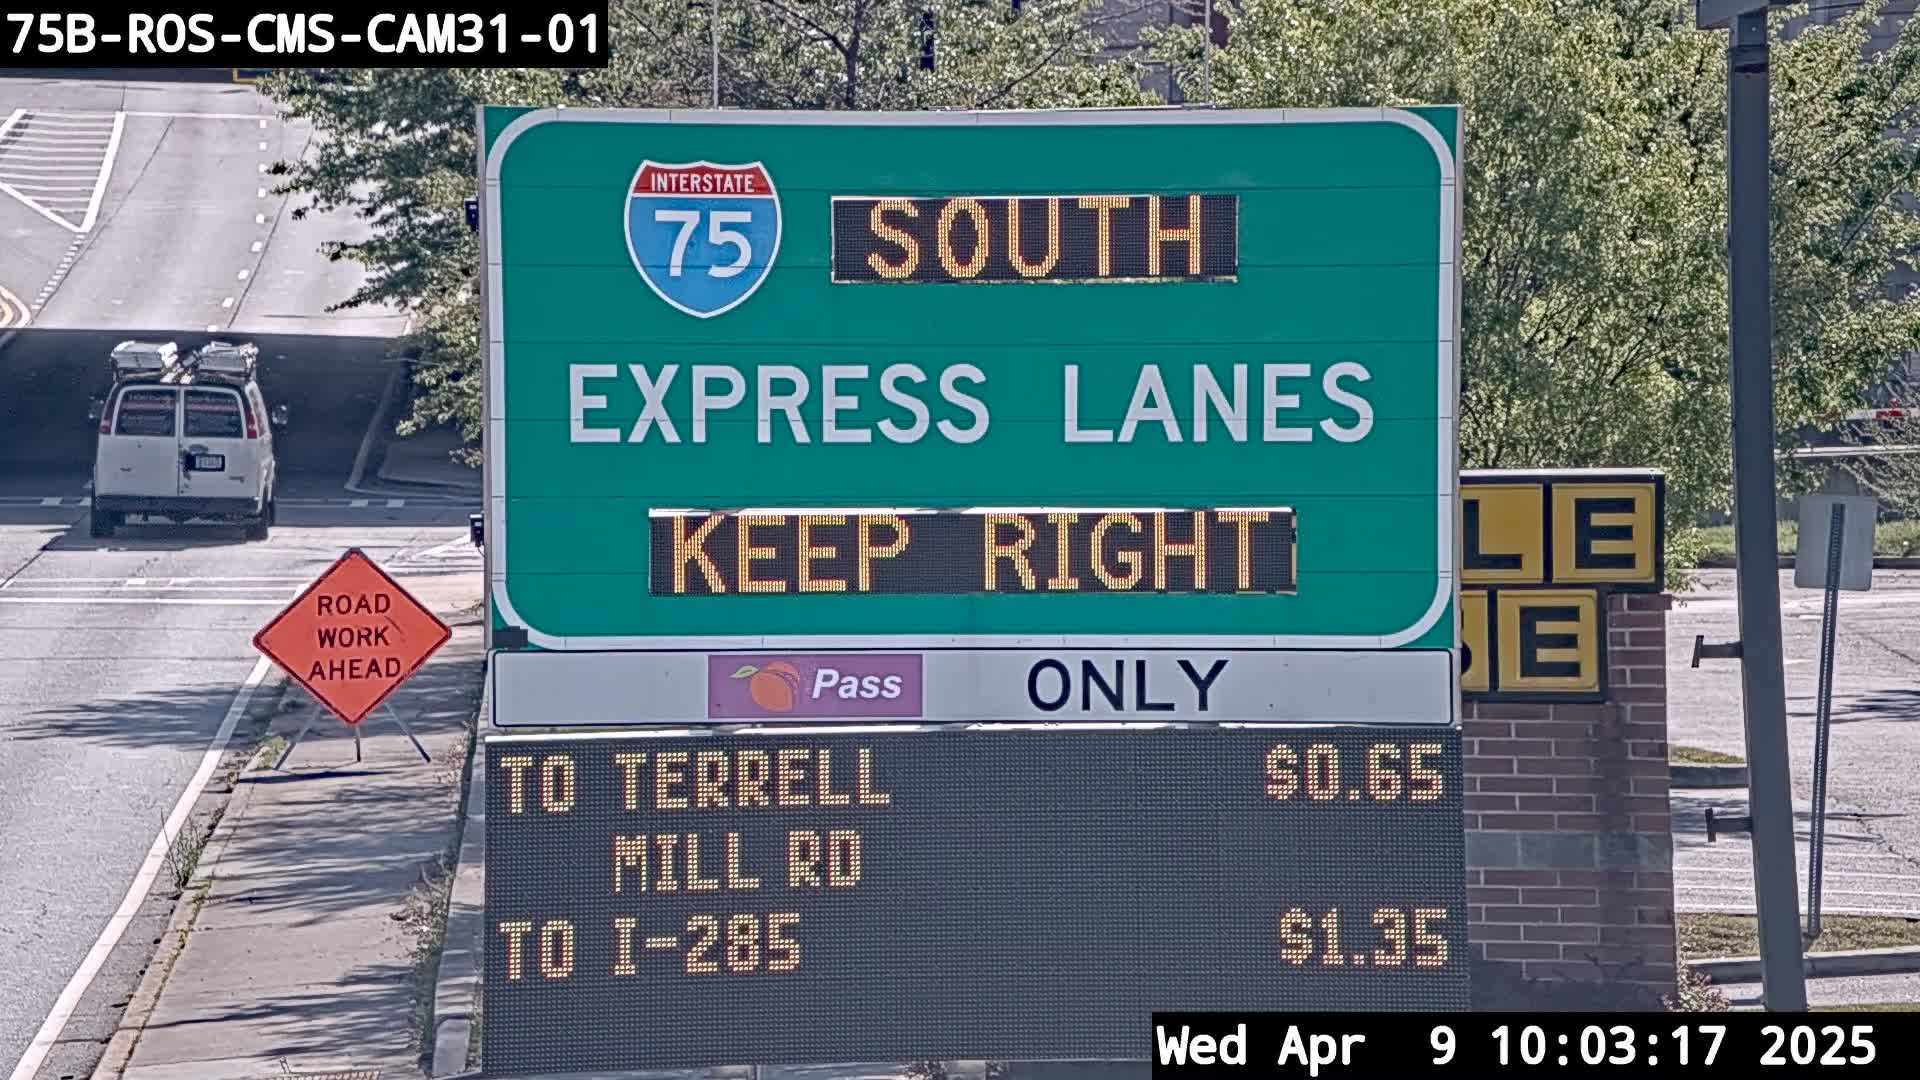 75B-ROS-CMS-CAM31-01
INTERSTATE
75
SOUTH
EXPRESS LANES
KEEP RIGHT
LE
E
ROAD
WORK
AHEAD
Pass
ONLY
TO TERRELL $0.65
MILL RD
TO I-285 $1.35
Wed Apr 9 10:03:17 2025